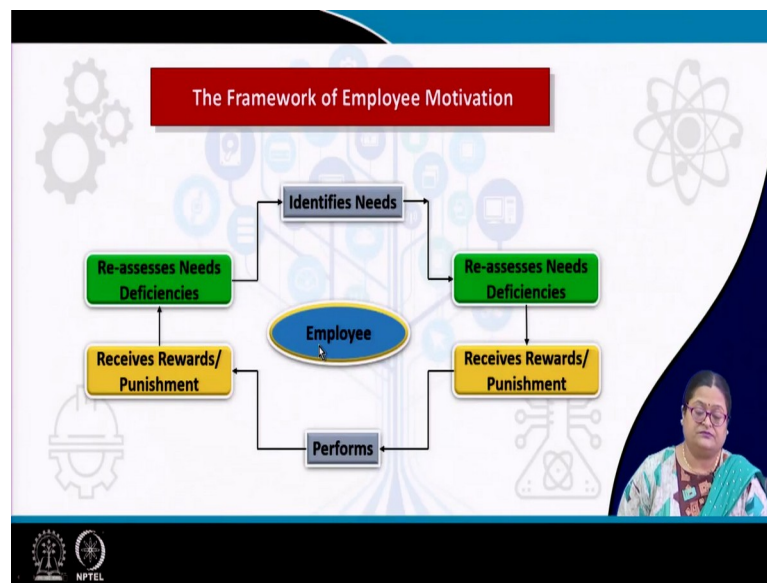 The Framework of Employee Motivation
Identifies Needs
Re-assesses Needs
Deficiencies
Re-assesses Needs
Deficiencies
Employee
Receives Rewards/
Punishment
Receives Rewards/
Punishment
Performs
NPTEL